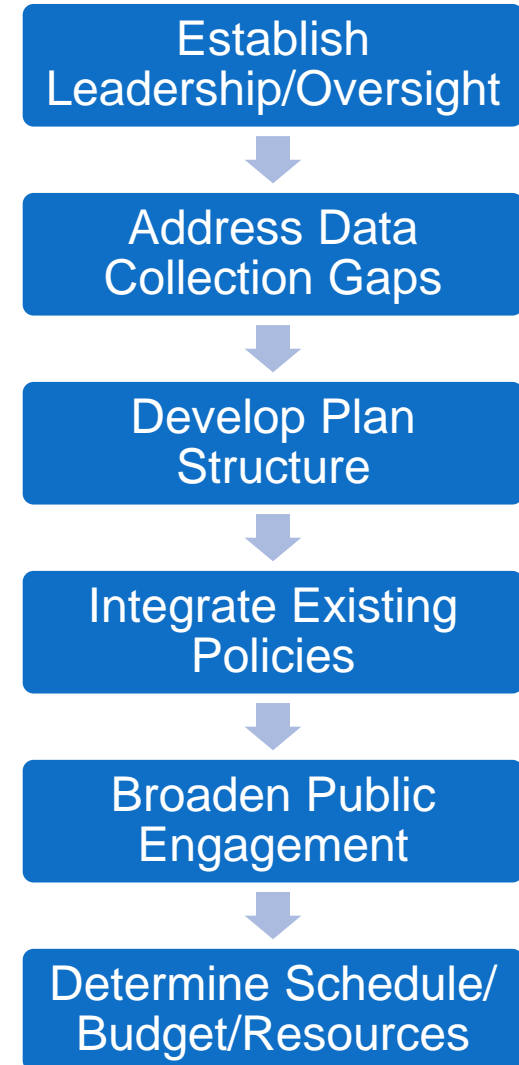 Establish
Leadership/Oversight
Address Data
Collection Gaps
Develop Plan
Structure
Integrate Existing
Policies
Broaden Public
Engagement
Determine Schedule/
Budget/Resources